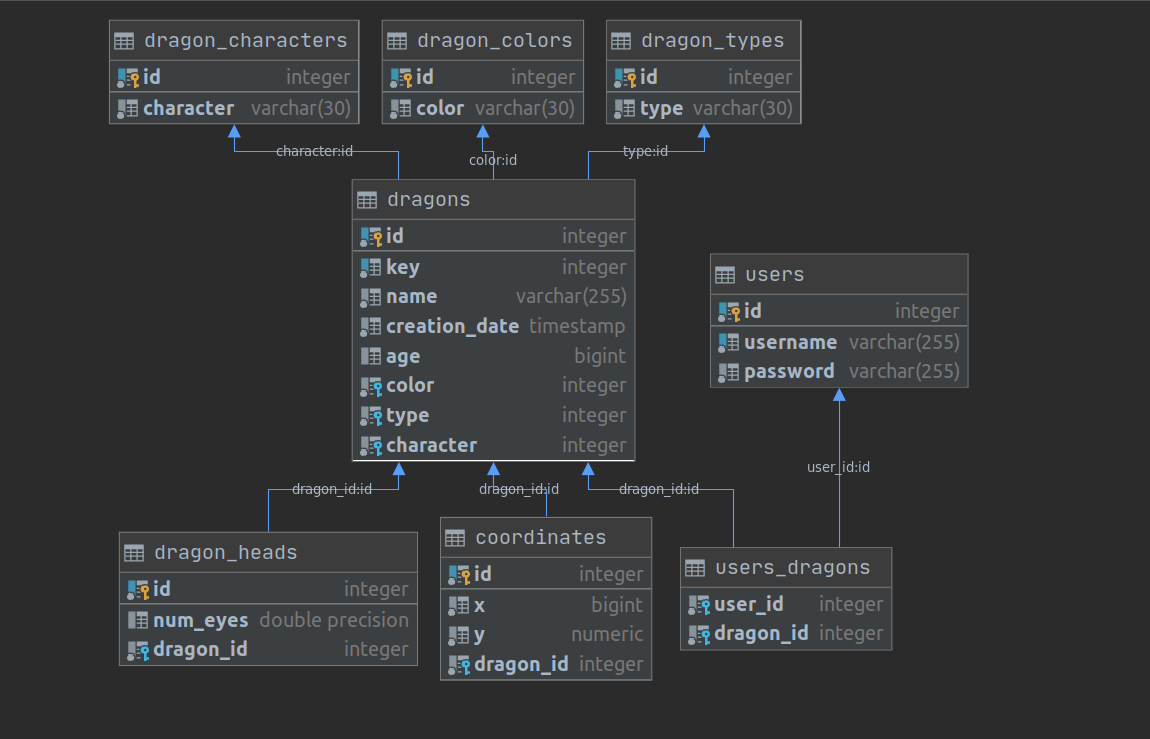 dragon_characters
id integer
character varchar(30)
dragon_colors
id integer
color varchar(30)
dragon_types
id integer
type varchar(30)
character:id
color:id
type:id
dragons
id integer
key integer
name varchar(255)
creation_date timestamp
age bigint
color integer
type integer
character integer
users
id integer
username varchar(255)
password varchar(255)
user_id:id
dragon_id:id
dragon_id:id
dragon_id:id
dragon_heads
id integer
num_eyes double precision
dragon_id integer
coordinates
id integer
x bigint
y numeric
dragon_id integer
users_dragons
user_id integer
dragon_id integer